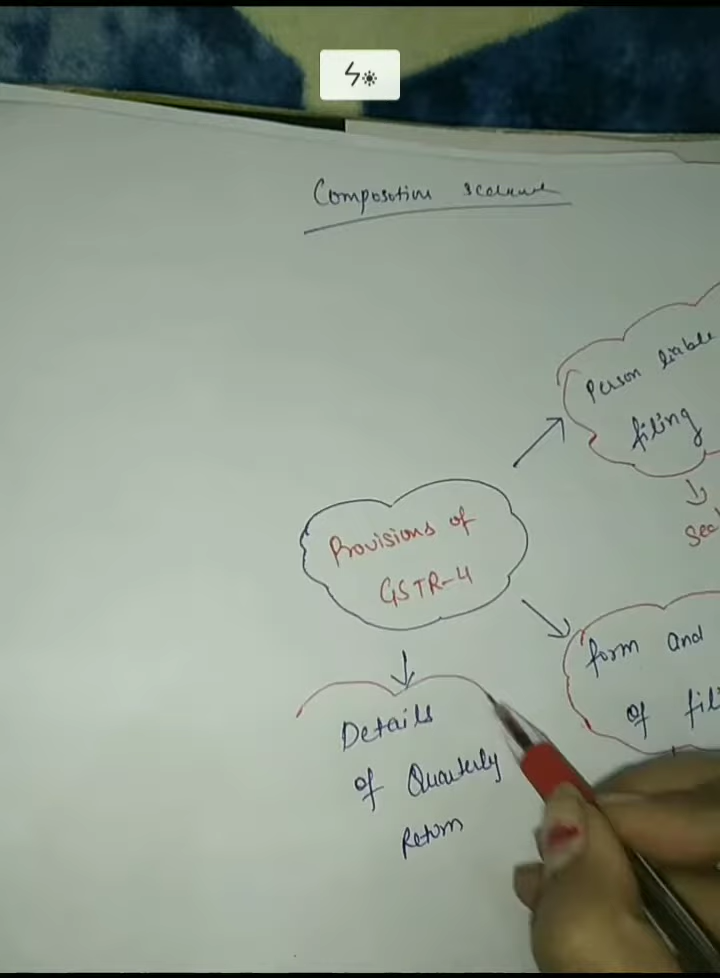 Composition scheme
Person liable
filing
Provisions of
GSTR-4
form and
of
Details
of Quarterly
Return